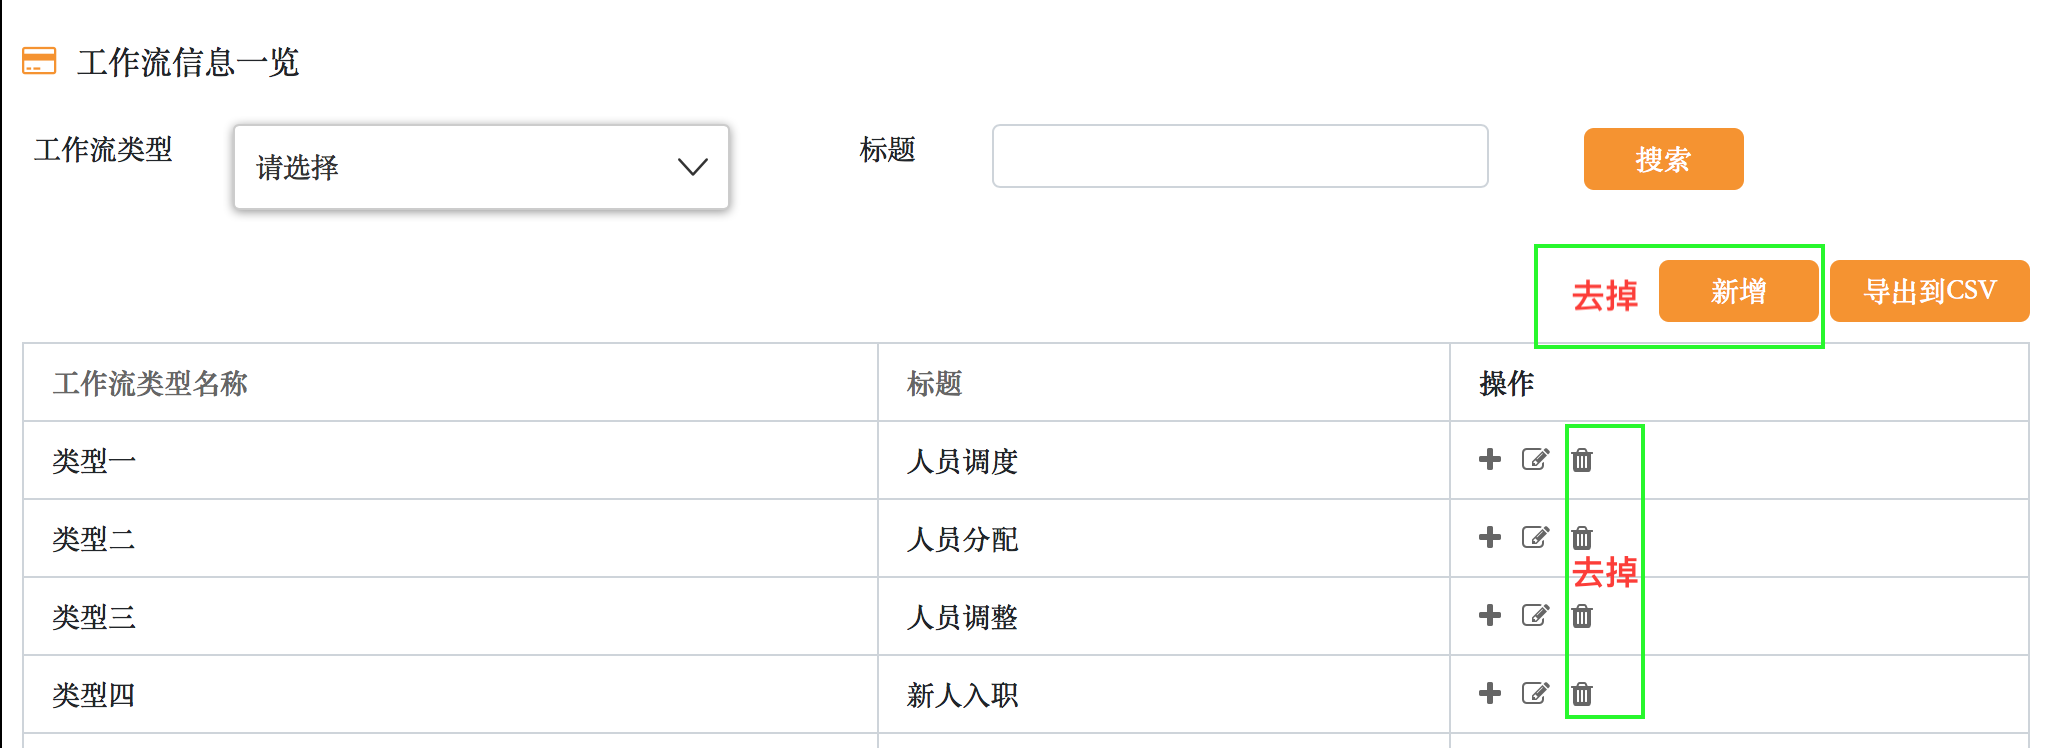 工作流信息一览
工作流类型 请选择 标题 搜索
去掉 新增 导出到CSV
工作流类型名称 标题 操作
类型一 人员调度
类型二 人员分配
去掉
类型三 人员调整
类型四 新人入职